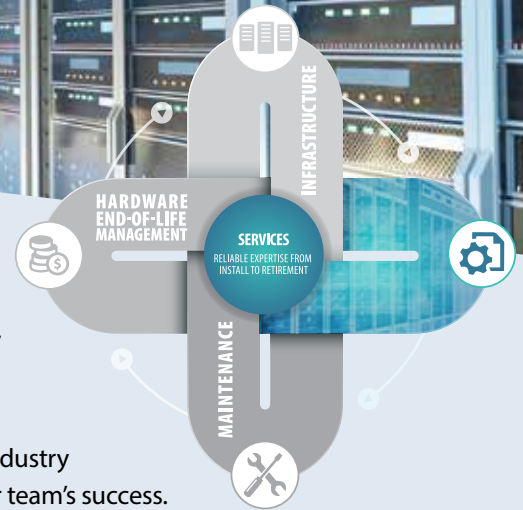 INFRASTRUCTURE
HARDWARE
END-OF-LIFE
MANAGEMENT
SERVICES
RELIABLE EXPERTISE FROM
INSTALL TO RETIREMENT
MAINTENANCE
$
dustry
team’s success.